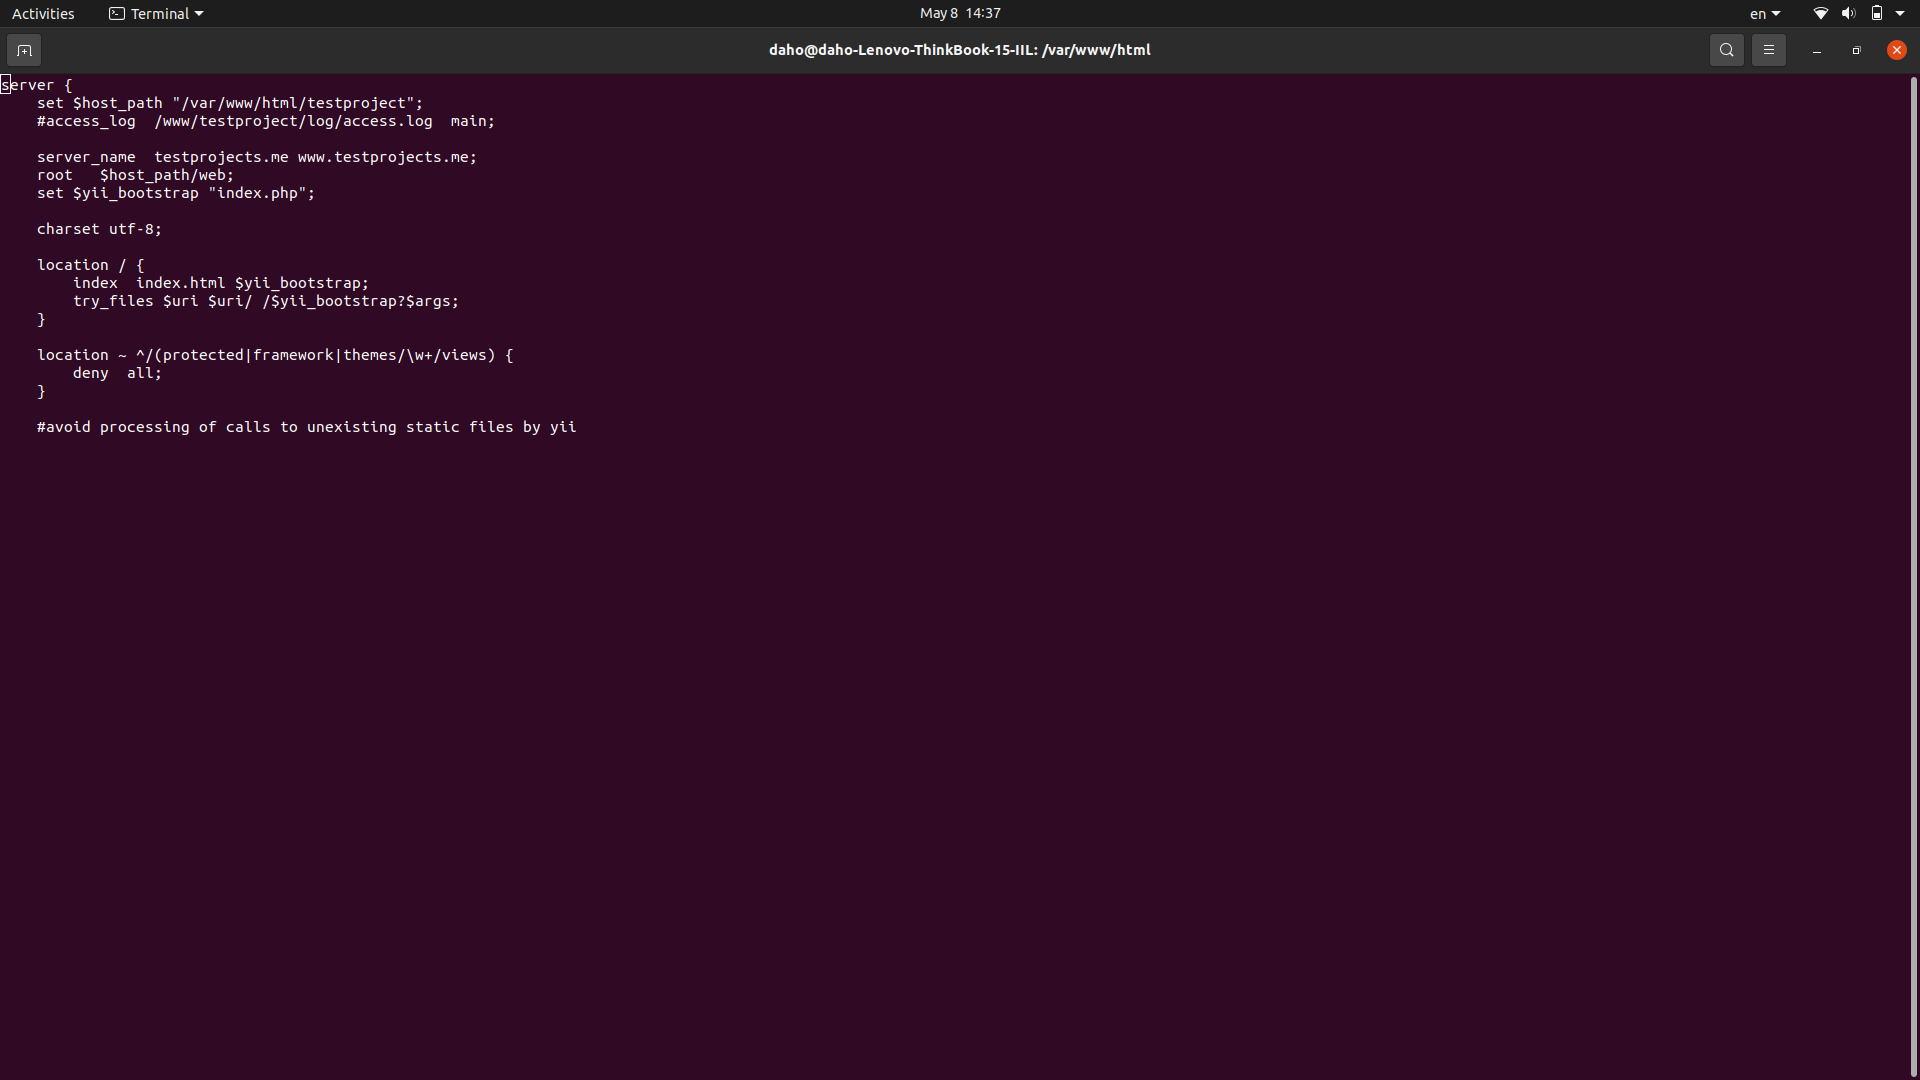 Activities Terminal May 8 14:37 en
daho@daho-Lenovo-ThinkBook-15-IIL: /var/www/html
server {
    set $host_path "/var/www/html/testproject";
    #access_log  /www/testproject/log/access.log  main;

    server_name  testprojects.me www.testprojects.me;
    root   $host_path/web;
    set $yii_bootstrap "index.php";

    charset utf-8;

    location / {
        index  index.html $yii_bootstrap;
        try_files $uri $uri/ /$yii_bootstrap?$args;
    }

    location ~ ^/(protected|framework|themes/\w+/views) {
        deny  all;
    }

    #avoid processing of calls to unexisting static files by yii